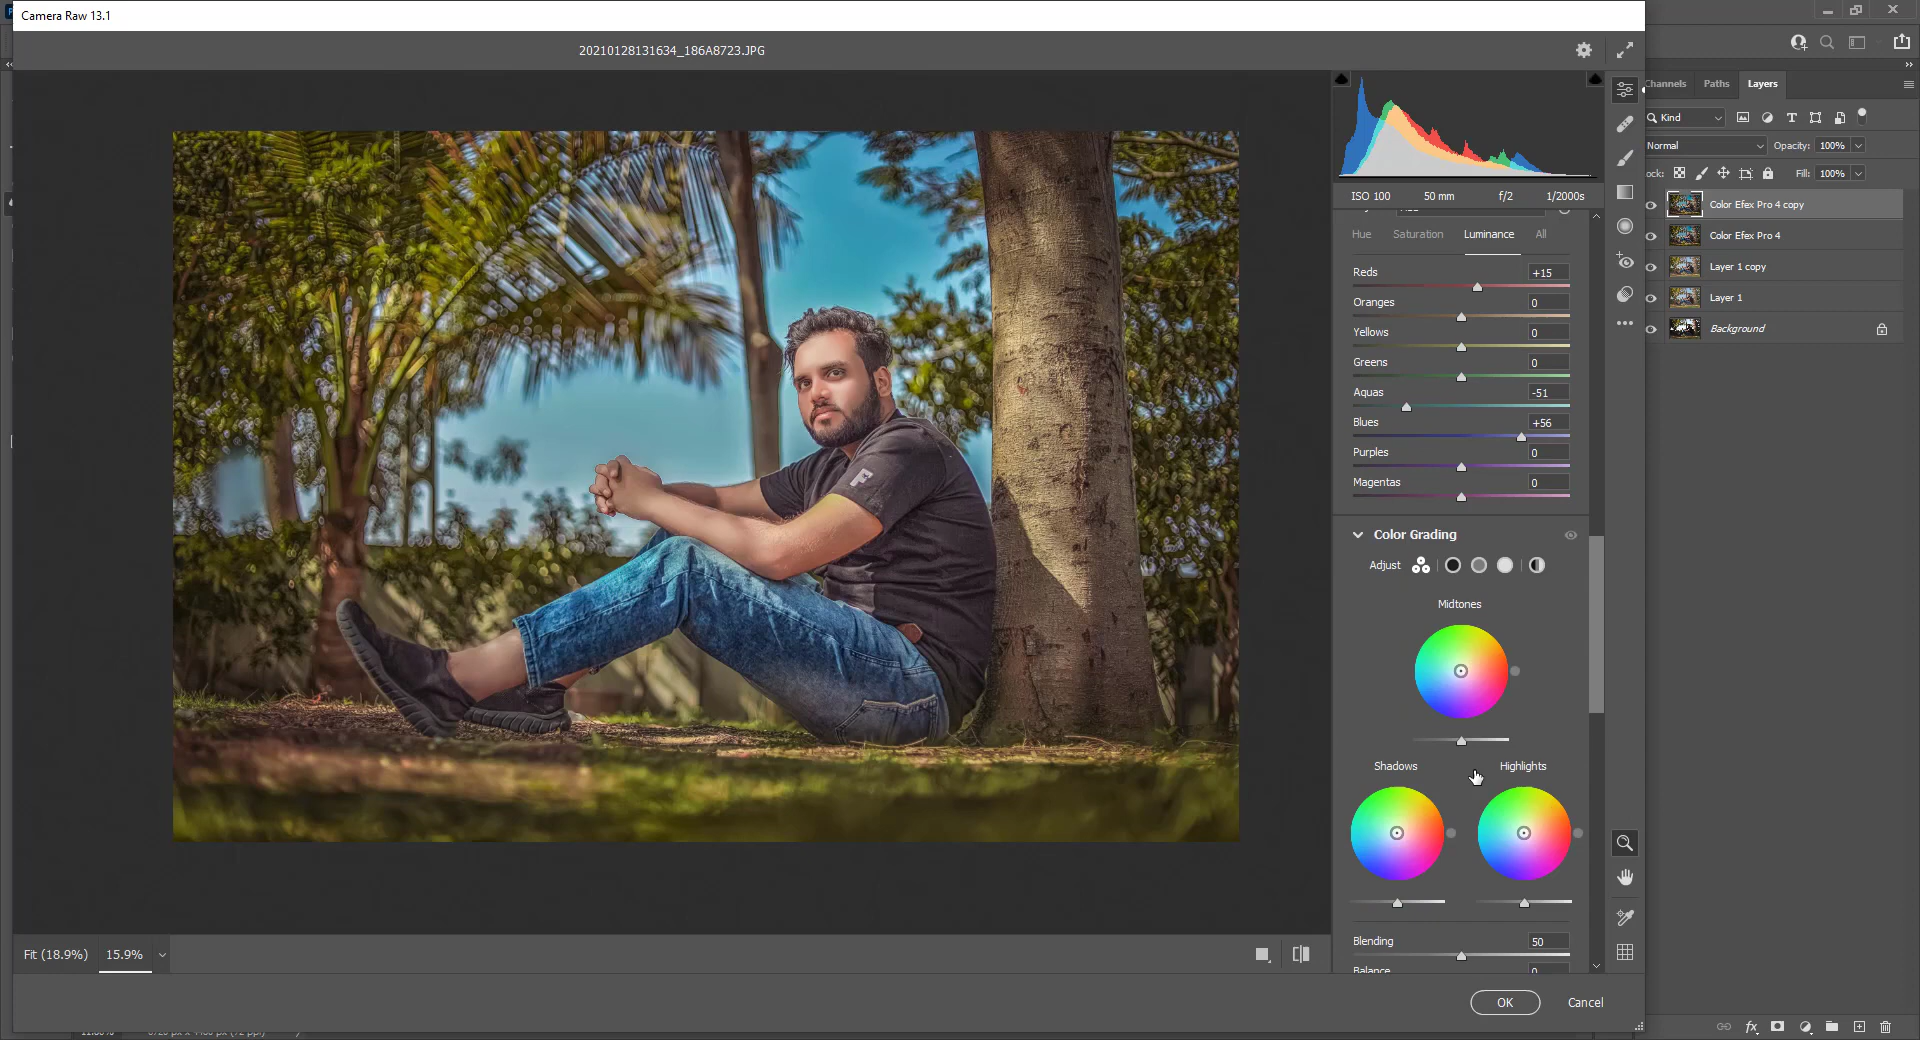 Camera Raw 13.1
20210128131634_186A8723.JPG
ISO 100 50 mm f/2 1/2000s
Hue Saturation Luminance All
Reds +15
Oranges 0
Yellows 0
Greens 0
Aquas -51
Blues +56
Purples 0
Magentas 0
Color Grading
Adjust
Midtones
Shadows Highlights
Blending 50
Balance 0
Fit (18.9%) 15.9%
OK Cancel
Channels Paths Layers
Kind
Normal Opacity: 100%
Fill: 100%
Color Efex Pro 4 copy
Color Efex Pro 4
Layer 1 copy
Layer 1
Background
F
fx